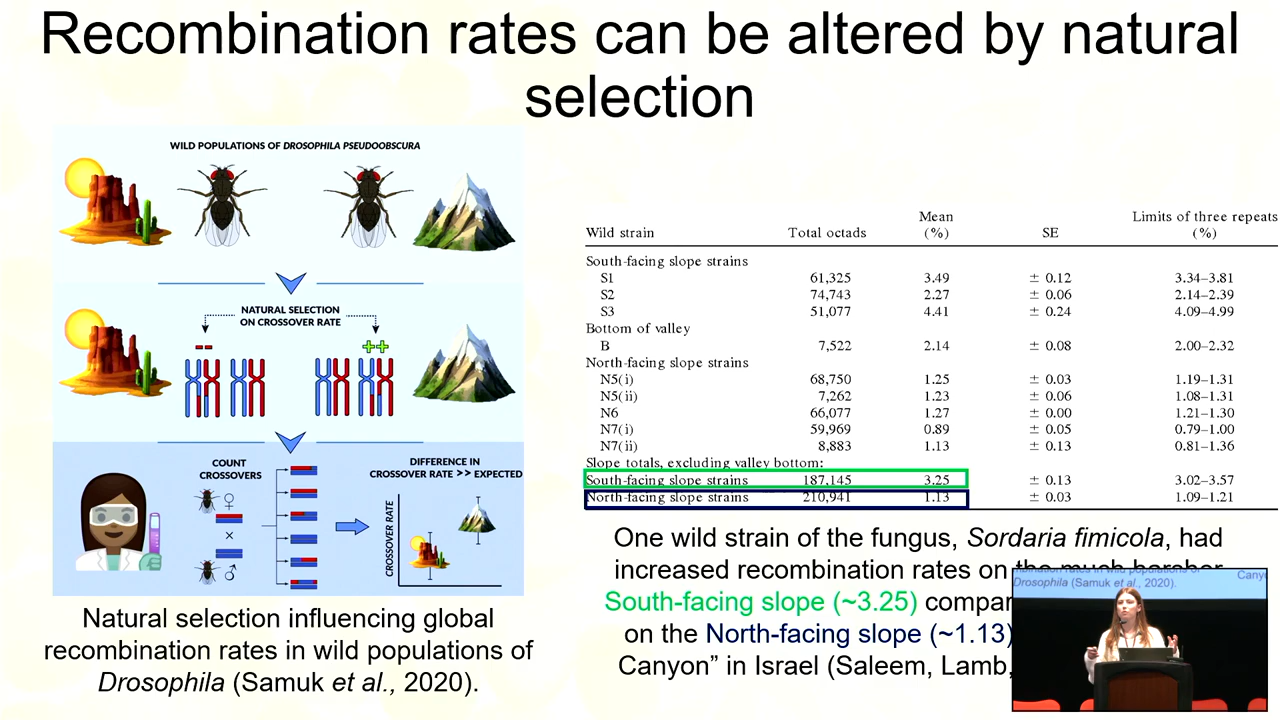 Recombination rates can be altered by natural
selection
WILD POPULATIONS OF DROSOPHILA PSEUDOOBSCURA
NATURAL SELECTION
ON CROSSOVER RATE
COUNT
CROSSOVERS
DIFFERENCE IN
CROSSOVER RATE >> EXPECTED
CROSSOVER RATE
Natural selection influencing global
recombination rates in wild populations of
Drosophila (Samuk et al., 2020).
Mean Limits of three repeats
Wild strain Total octads (%) SE (%)
South-facing slope strains
S1 61,325 3.49 ± 0.12 3.34–3.81
S2 74,743 2.27 ± 0.06 2.14–2.39
S3 51,077 4.41 ± 0.24 4.09–4.99
Bottom of valley
B 7,522 2.14 ± 0.08 2.00–2.32
North-facing slope strains
N5(i) 68,750 1.25 ± 0.03 1.19–1.31
N5(ii) 7,262 1.23 ± 0.06 1.08–1.31
N6 66,077 1.27 ± 0.00 1.21–1.30
N7(i) 59,969 0.89 ± 0.05 0.79–1.00
N7(ii) 8,883 1.13 ± 0.13 0.81–1.36
Slope totals, excluding valley bottom:
South-facing slope strains 187,145 3.25 ± 0.13 3.02–3.57
North-facing slope strains 210,941 1.13 ± 0.03 1.09–1.21
One wild strain of the fungus, Sordaria fimicola, had
increased recombination rates on the much harsher
South-facing slope (~3.25) compar
on the North-facing slope (~1.13)
Canyon” in Israel (Saleem, Lamb,
rates in wild populations of
Drosophila (Samuk et al., 2020).